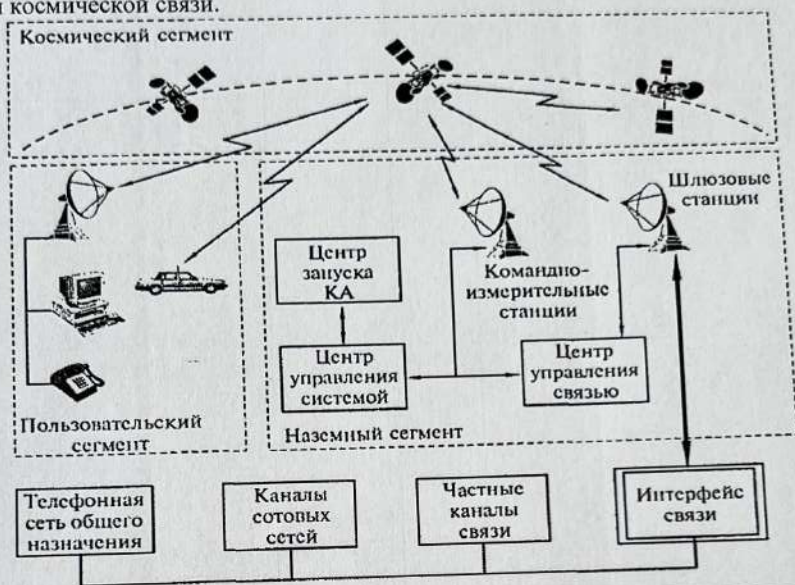 и космической связи.
Космический сегмент
Шлюзовые
станции
Центр
запуска
КА
Командно-
измерительные
станции
Центр
управления
системой
Центр
управления
связью
Пользовательский
сегмент
Наземный сегмент
Телефонная
сеть общего
назначения
Каналы
сотовых
сетей
Частные
каналы
связи
Интерфейс
связи